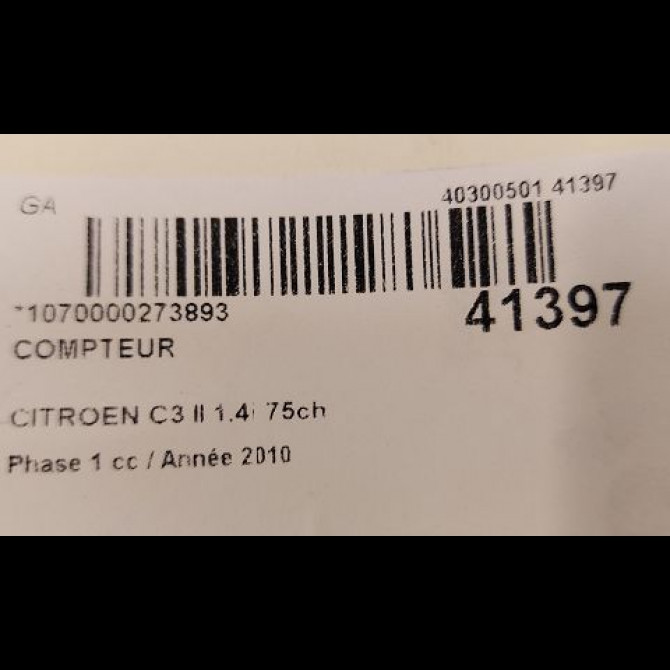 GA
40300501 41397
*1070000273893
41397
COMPTEUR
CITROEN C3 II 1.4i 75ch
Phase 1 cc / Année 2010